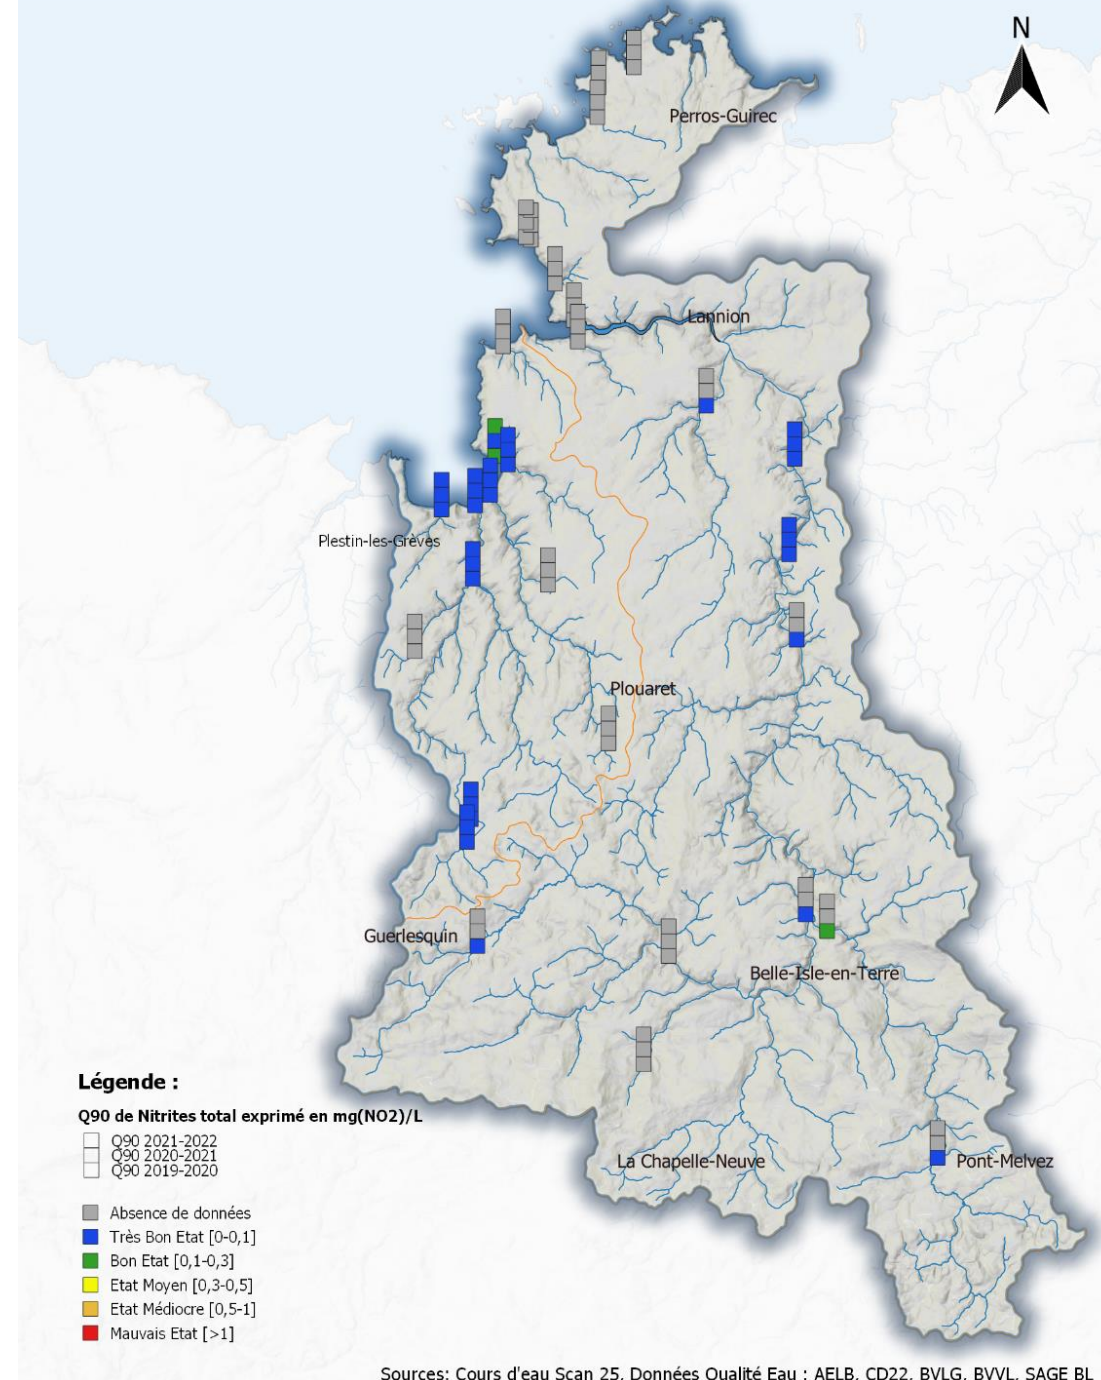 N
Perros-Guirec
Lannion
Plestin-les-Grèves
Plouaret
Guerlesquin
Belle-Isle-en-Terre
La Chapelle-Neuve
Pont-Melvez
Légende :
Q90 de Nitrites total exprimé en mg(NO2)/L
Q90 2021-2022
Q90 2020-2021
Q90 2019-2020
Absence de données
Très Bon Etat [0-0,1]
Bon Etat [0,1-0,3]
Etat Moyen [0,3-0,5]
Etat Médiocre [0,5-1]
Mauvais Etat [>1]
Sources: Cours d'eau Scan 25, Données Qualité Eau : AELB, CD22, BVLG, BVVL, SAGE BL